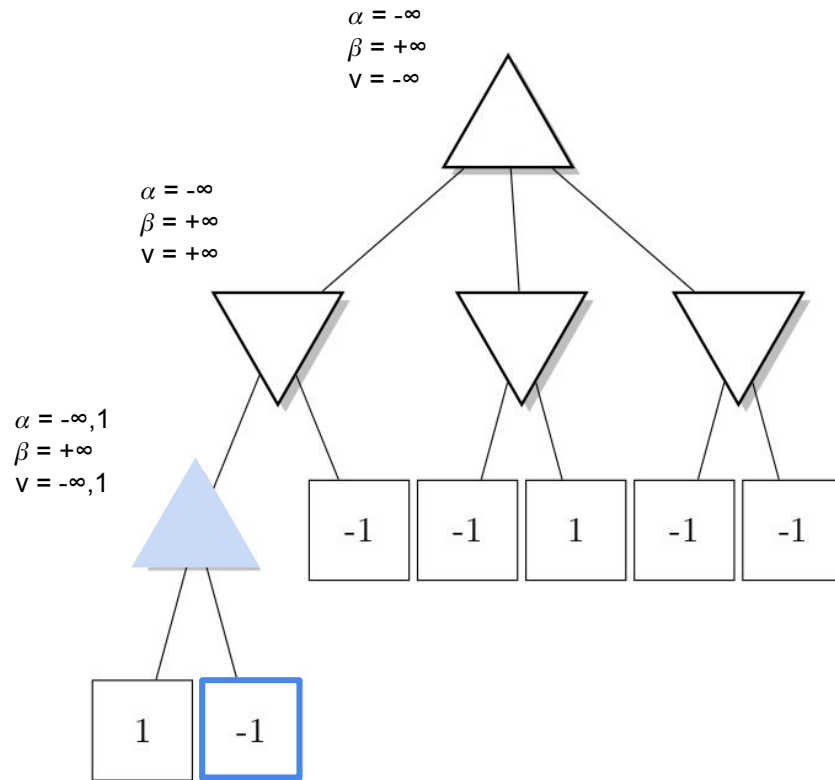 α = -∞
β = +∞
v = -∞
α = -∞
β = +∞
v = +∞
α = -∞,1
β = +∞
v = -∞,1
-1 -1 1 -1 -1
1 -1